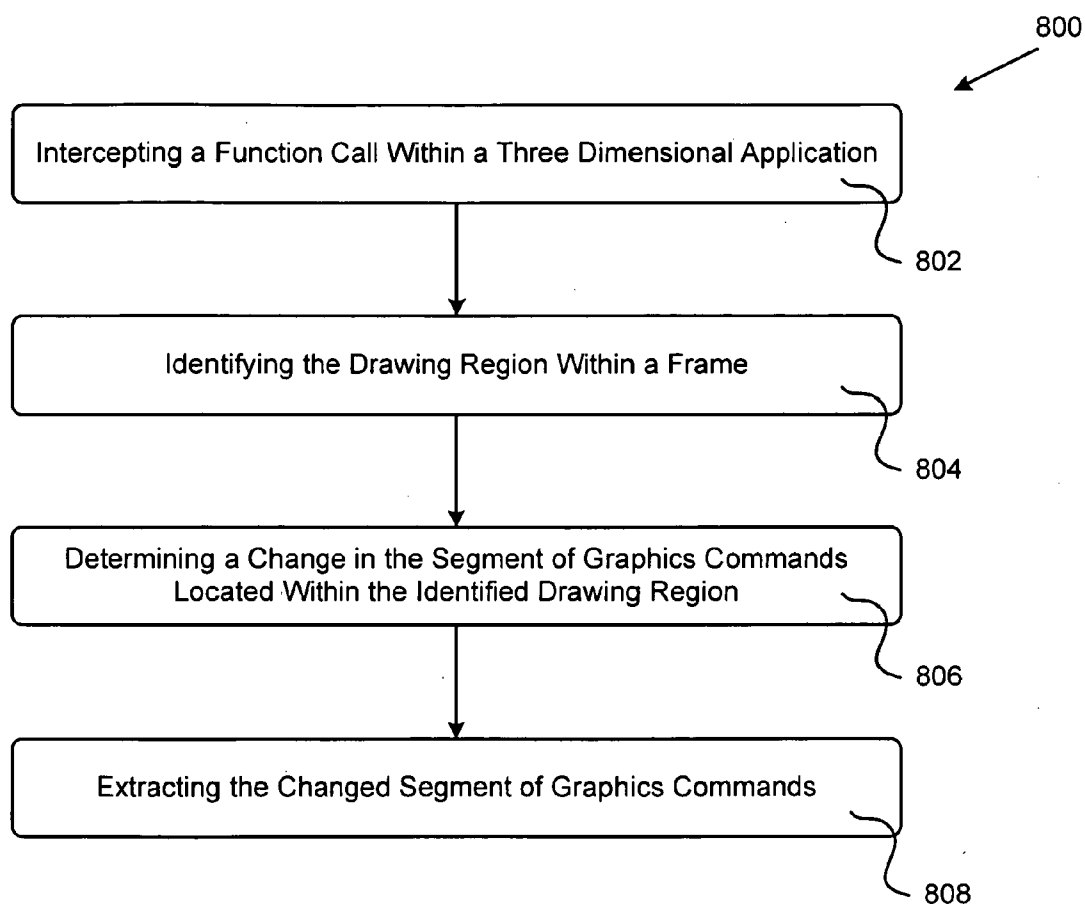 800
Intercepting a Function Call Within a Three Dimensional Application
802
Identifying the Drawing Region Within a Frame
804
Determining a Change in the Segment of Graphics Commands
Located Within the Identified Drawing Region
806
Extracting the Changed Segment of Graphics Commands
808